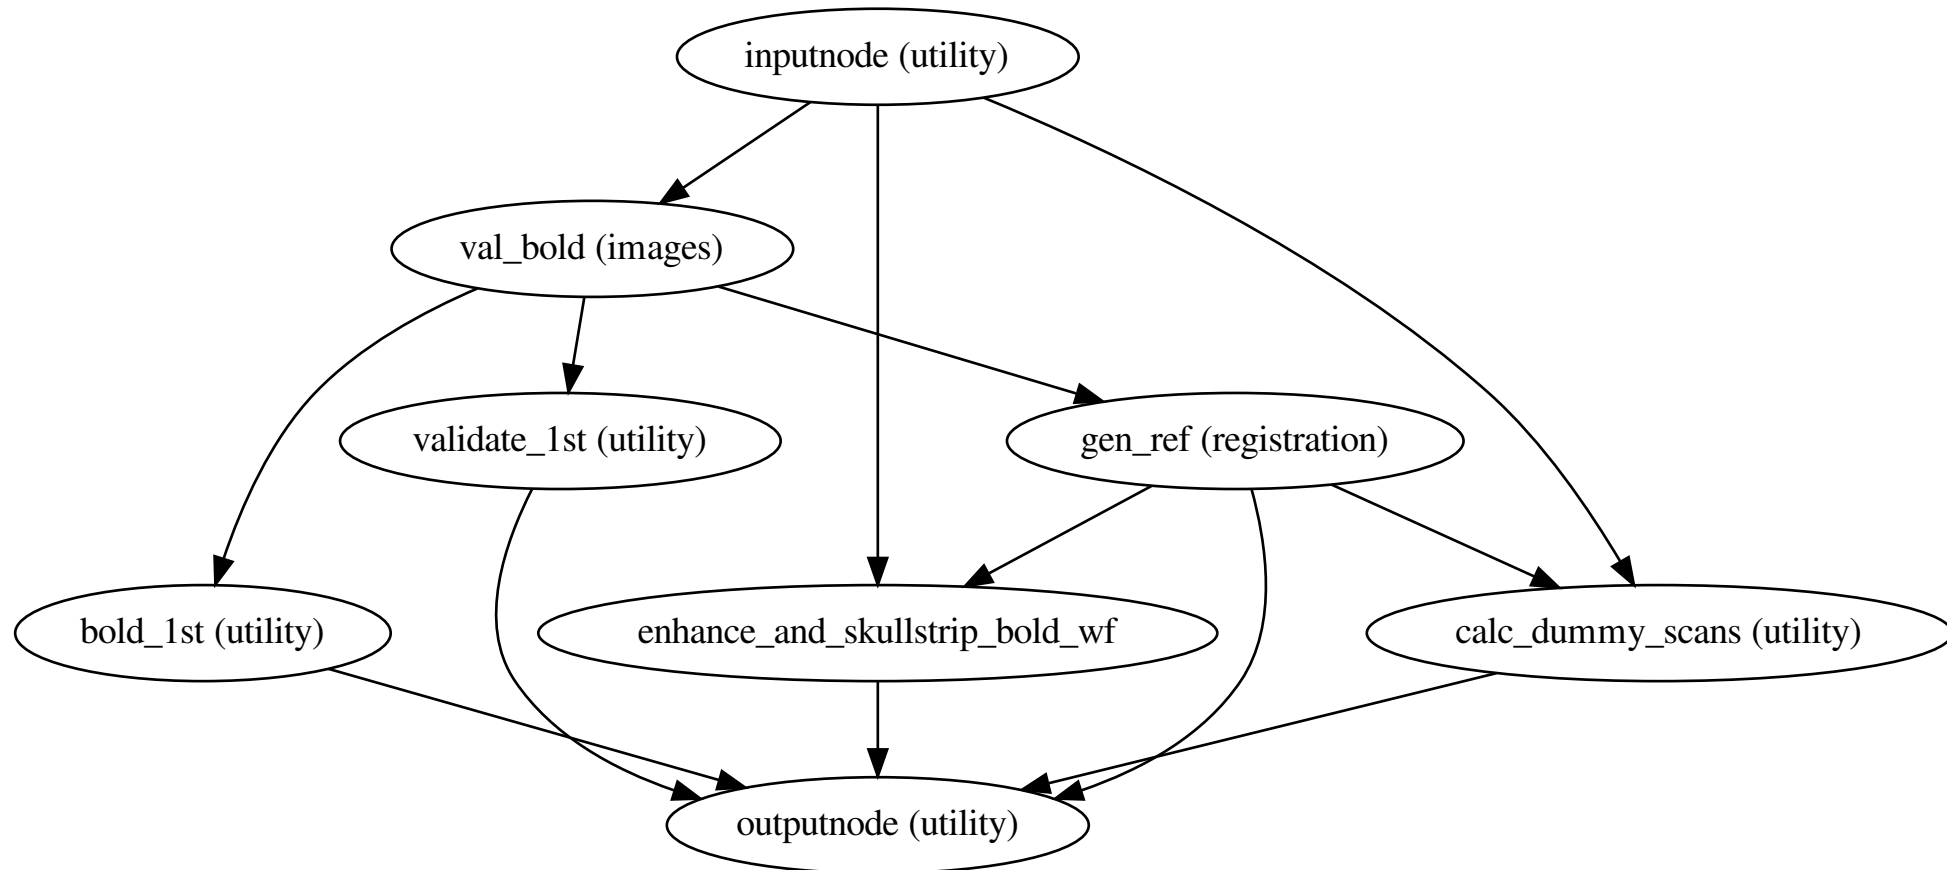 inputnode (utility)
val_bold (images)
validate_1st (utility)
gen_ref (registration)
bold_1st (utility)
enhance_and_skullstrip_bold_wf
calc_dummy_scans (utility)
outputnode (utility)